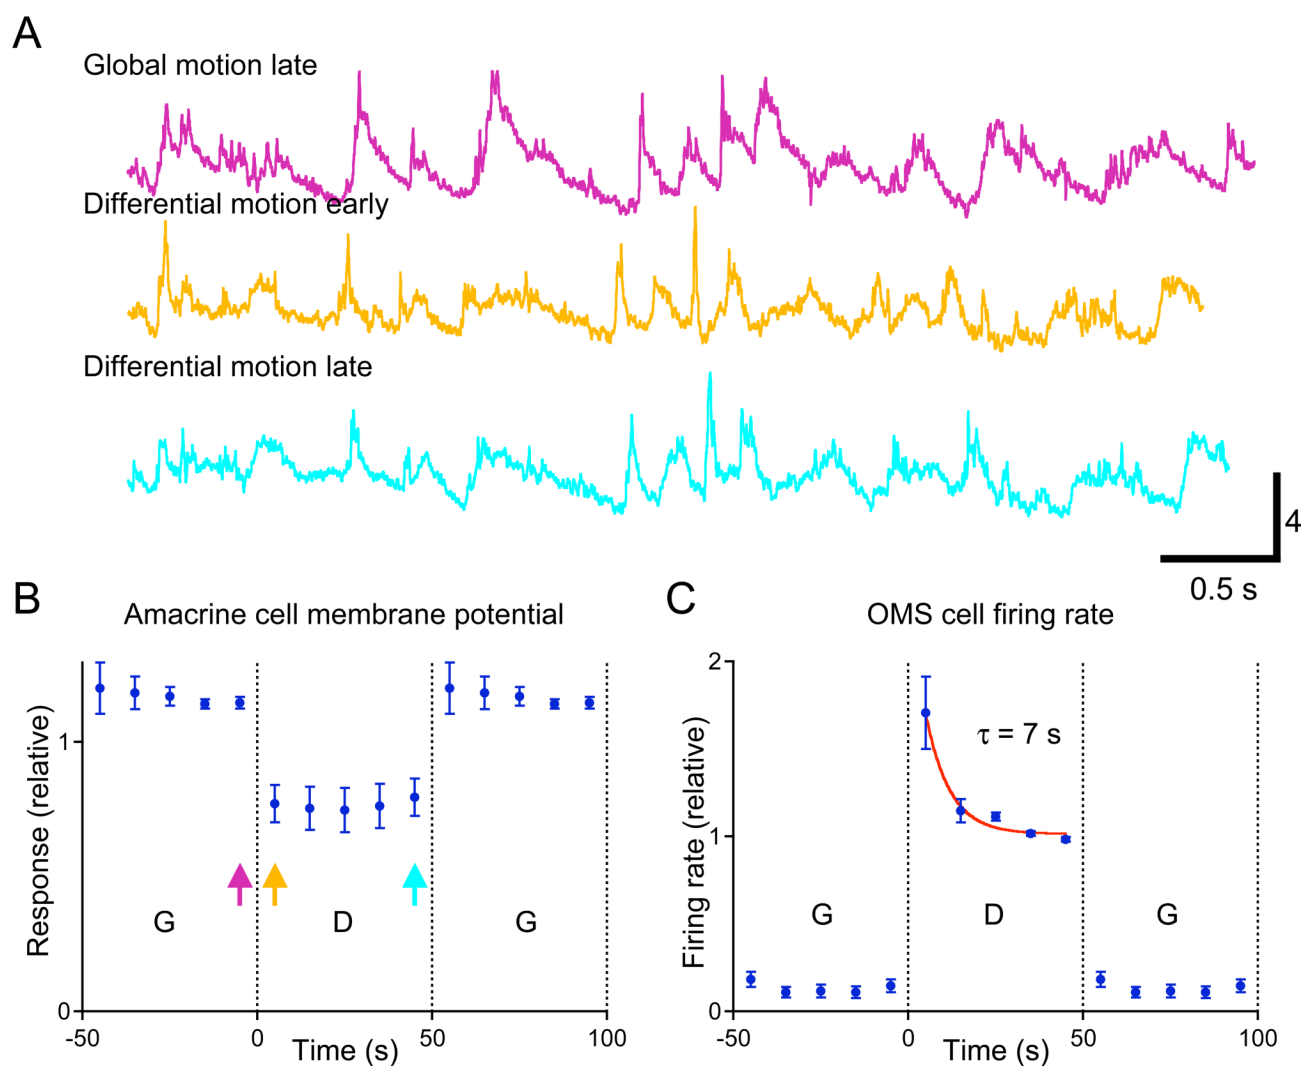 A
Global motion late
Differential motion early
Differential motion late
4
0.5 s
B
Amacrine cell membrane potential
Response (relative)
1
0
G
D
G
-50
0
50
100
Time (s)
C
OMS cell firing rate
Firing rate (relative)
2
1
0
τ = 7 s
G
D
G
-50
0
50
100
Time (s)